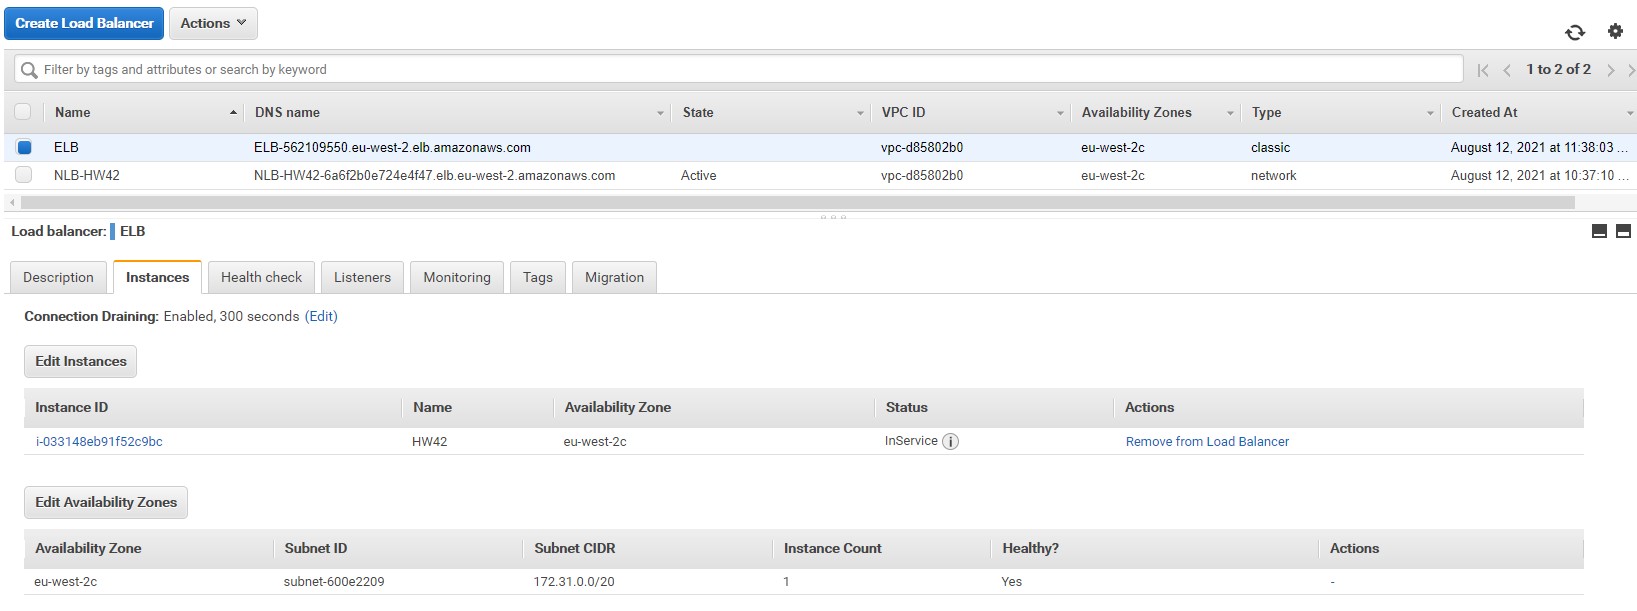 Create Load Balancer Actions
Filter by tags and attributes or search by keyword 1 to 2 of 2
Name DNS name State VPC ID Availability Zones Type Created At
ELB ELB-562109550.eu-west-2.elb.amazonaws.com vpc-d85802b0 eu-west-2c classic August 12, 2021 at 11:38:03 ...
NLB-HW42 NLB-HW42-6a6f2b0e724e4f47.elb.eu-west-2.amazonaws.com Active vpc-d85802b0 eu-west-2c network August 12, 2021 at 10:37:10 ...
Load balancer: ELB
Description Instances Health check Listeners Monitoring Tags Migration
Connection Draining: Enabled, 300 seconds (Edit)
Edit Instances
Instance ID Name Availability Zone Status Actions
i-033148eb91f52c9bc HW42 eu-west-2c InService i Remove from Load Balancer
Edit Availability Zones
Availability Zone Subnet ID Subnet CIDR Instance Count Healthy? Actions
eu-west-2c subnet-600e2209 172.31.0.0/20 1 Yes -